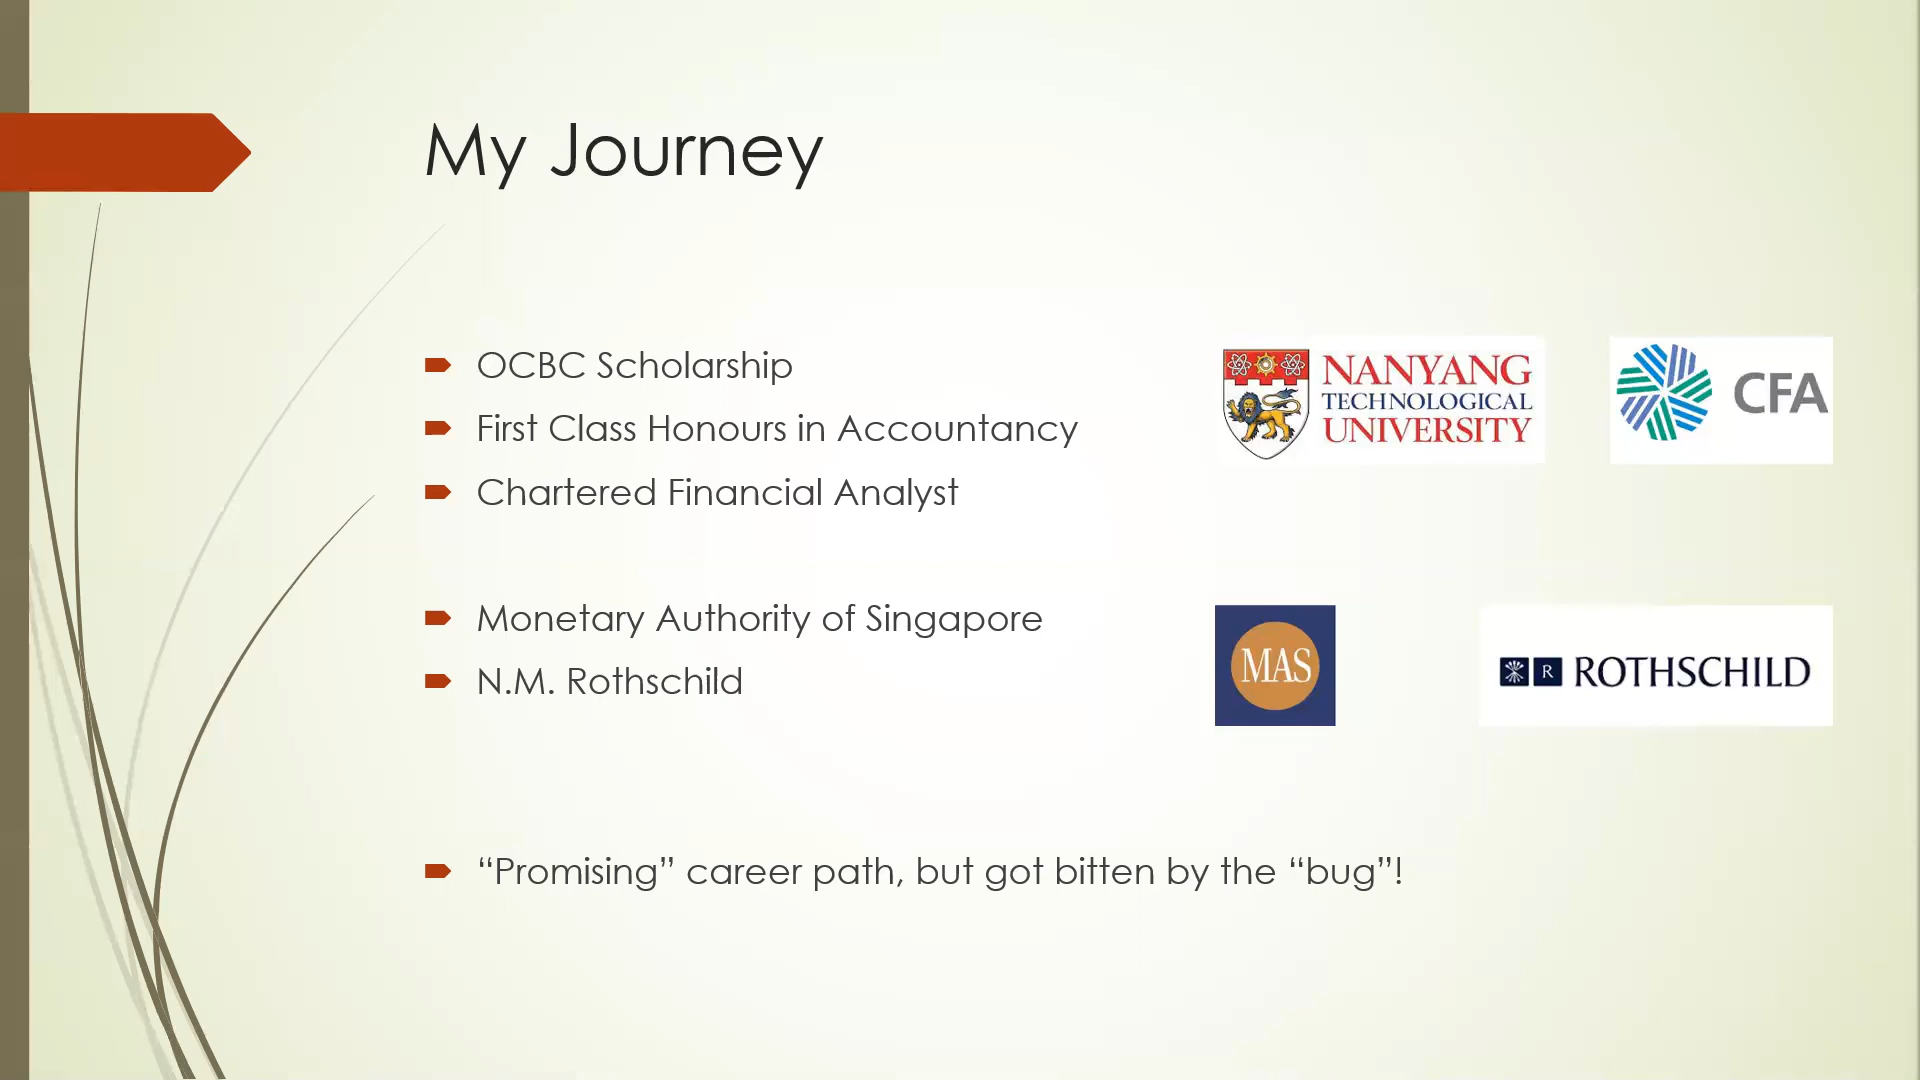 My Journey
OCBC Scholarship
First Class Honours in Accountancy
Chartered Financial Analyst
NANYANG
TECHNOLOGICAL
UNIVERSITY
CFA
Monetary Authority of Singapore
N.M. Rothschild
MAS
R ROTHSCHILD
“Promising” career path, but got bitten by the “bug”!